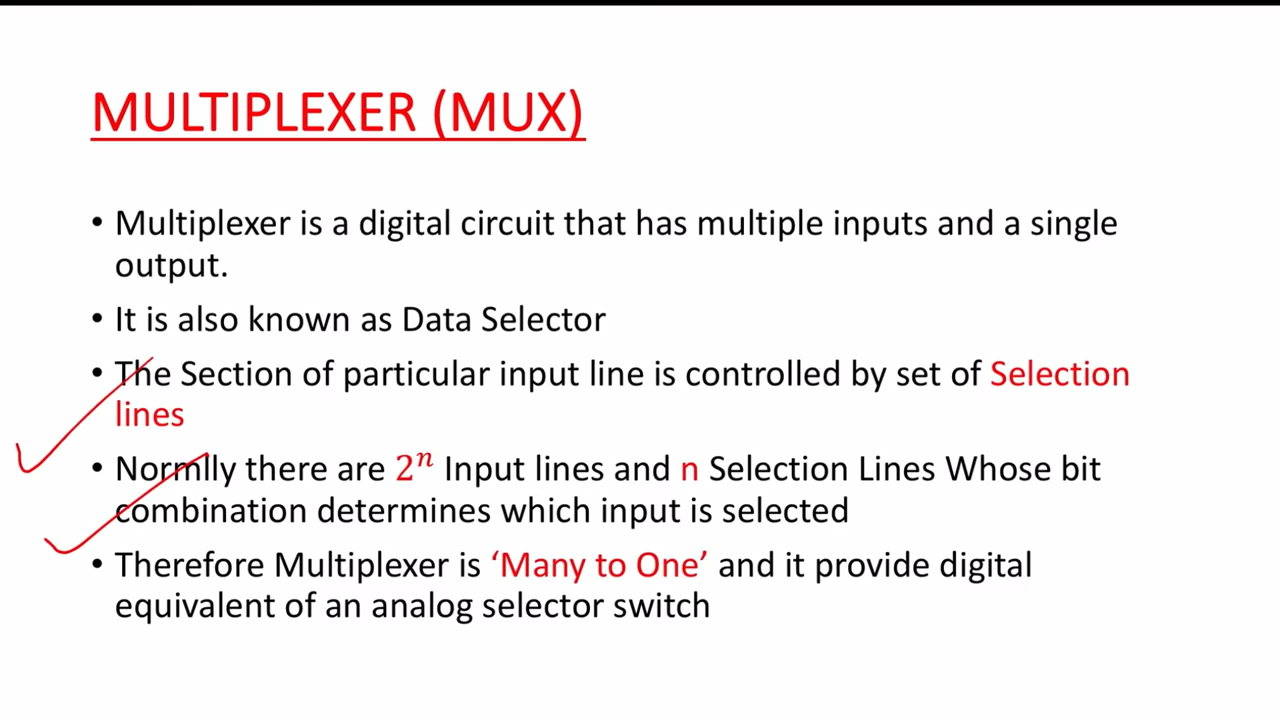 MULTIPLEXER (MUX)
• Multiplexer is a digital circuit that has multiple inputs and a single
output.
• It is also known as Data Selector
• The Section of particular input line is controlled by set of Selection
lines
• Normlly there are 2ⁿ Input lines and n Selection Lines Whose bit
combination determines which input is selected
• Therefore Multiplexer is ‘Many to One’ and it provide digital
equivalent of an analog selector switch